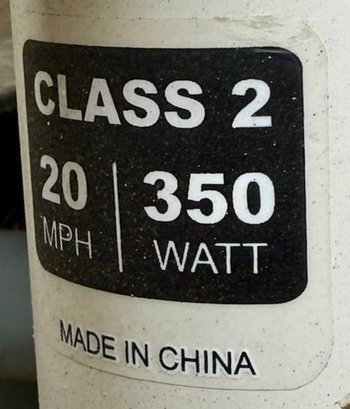 CLASS 2
20 | 350
MPH | WATT
MADE IN CHINA